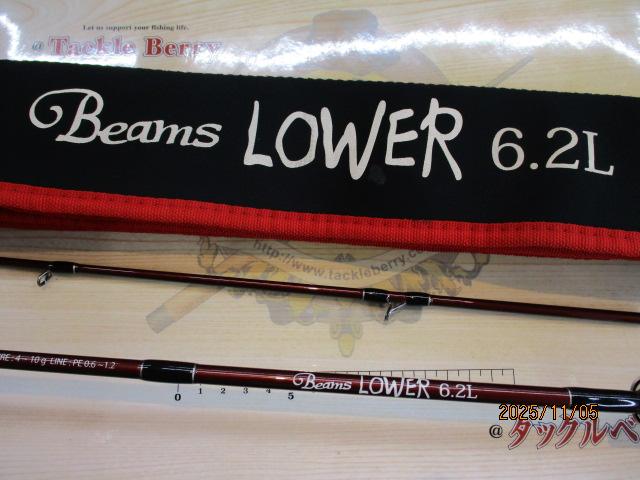 Let us support your fishing life.
@ Tackle Berry
Beams LOWER 6.2L
http://www.tackleberry.co
RE : 4~10g LINE : PE 0.6~1.2
Beams LOWER 6.2L
0 1 2 3 4 5
2025/11/05
@ タックルベ